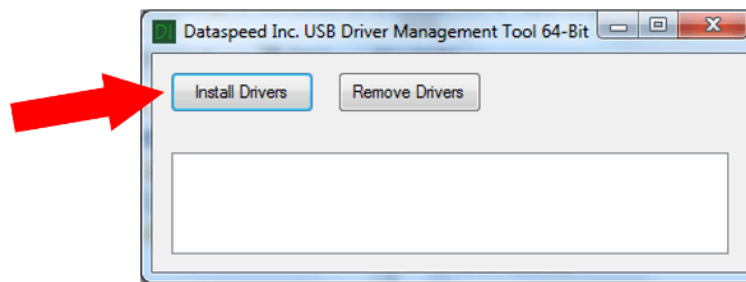 DI Dataspeed Inc. USB Driver Management Tool 64-Bit
Install Drivers Remove Drivers